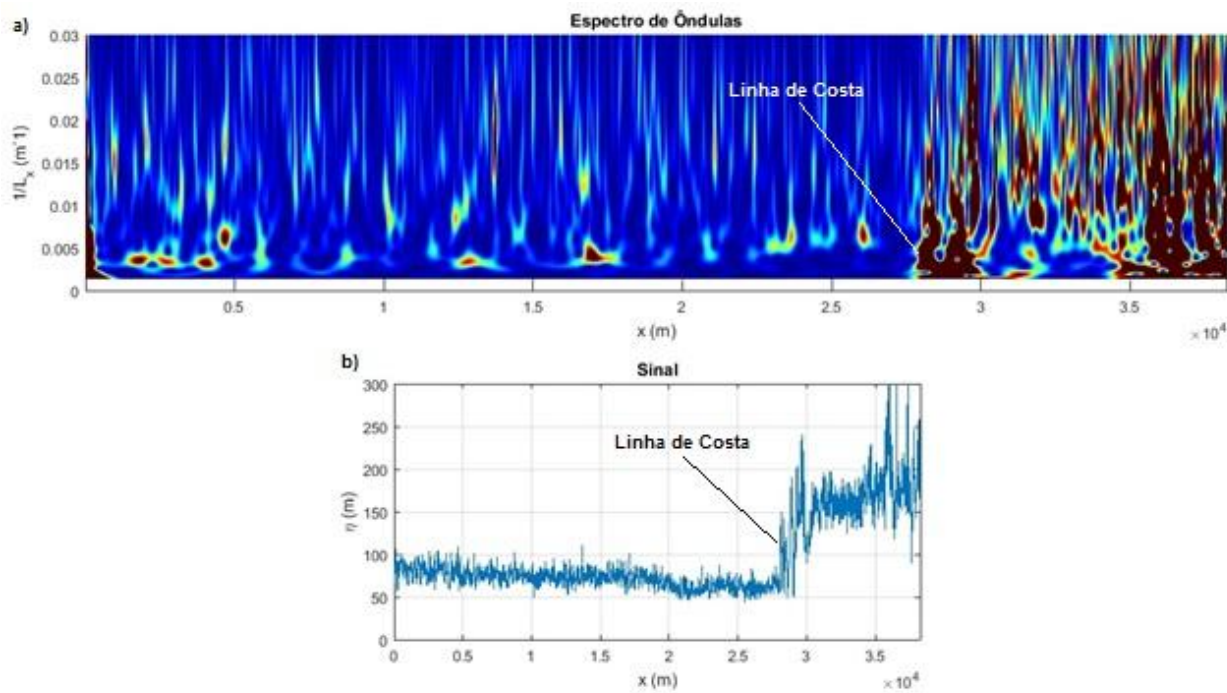 a)
Espectro de Ôndulas
0.03
0.025
0.02
0.015
0.01
0.005
0
1/L_x (m^-1)
Linha de Costa
0.5 1 1.5 2 2.5 3 3.5
x (m)
×10^4
b)
Sinal
300
250
200
150
100
50
0
η (m)
Linha de Costa
0 0.5 1 1.5 2 2.5 3 3.5
x (m)
×10^4